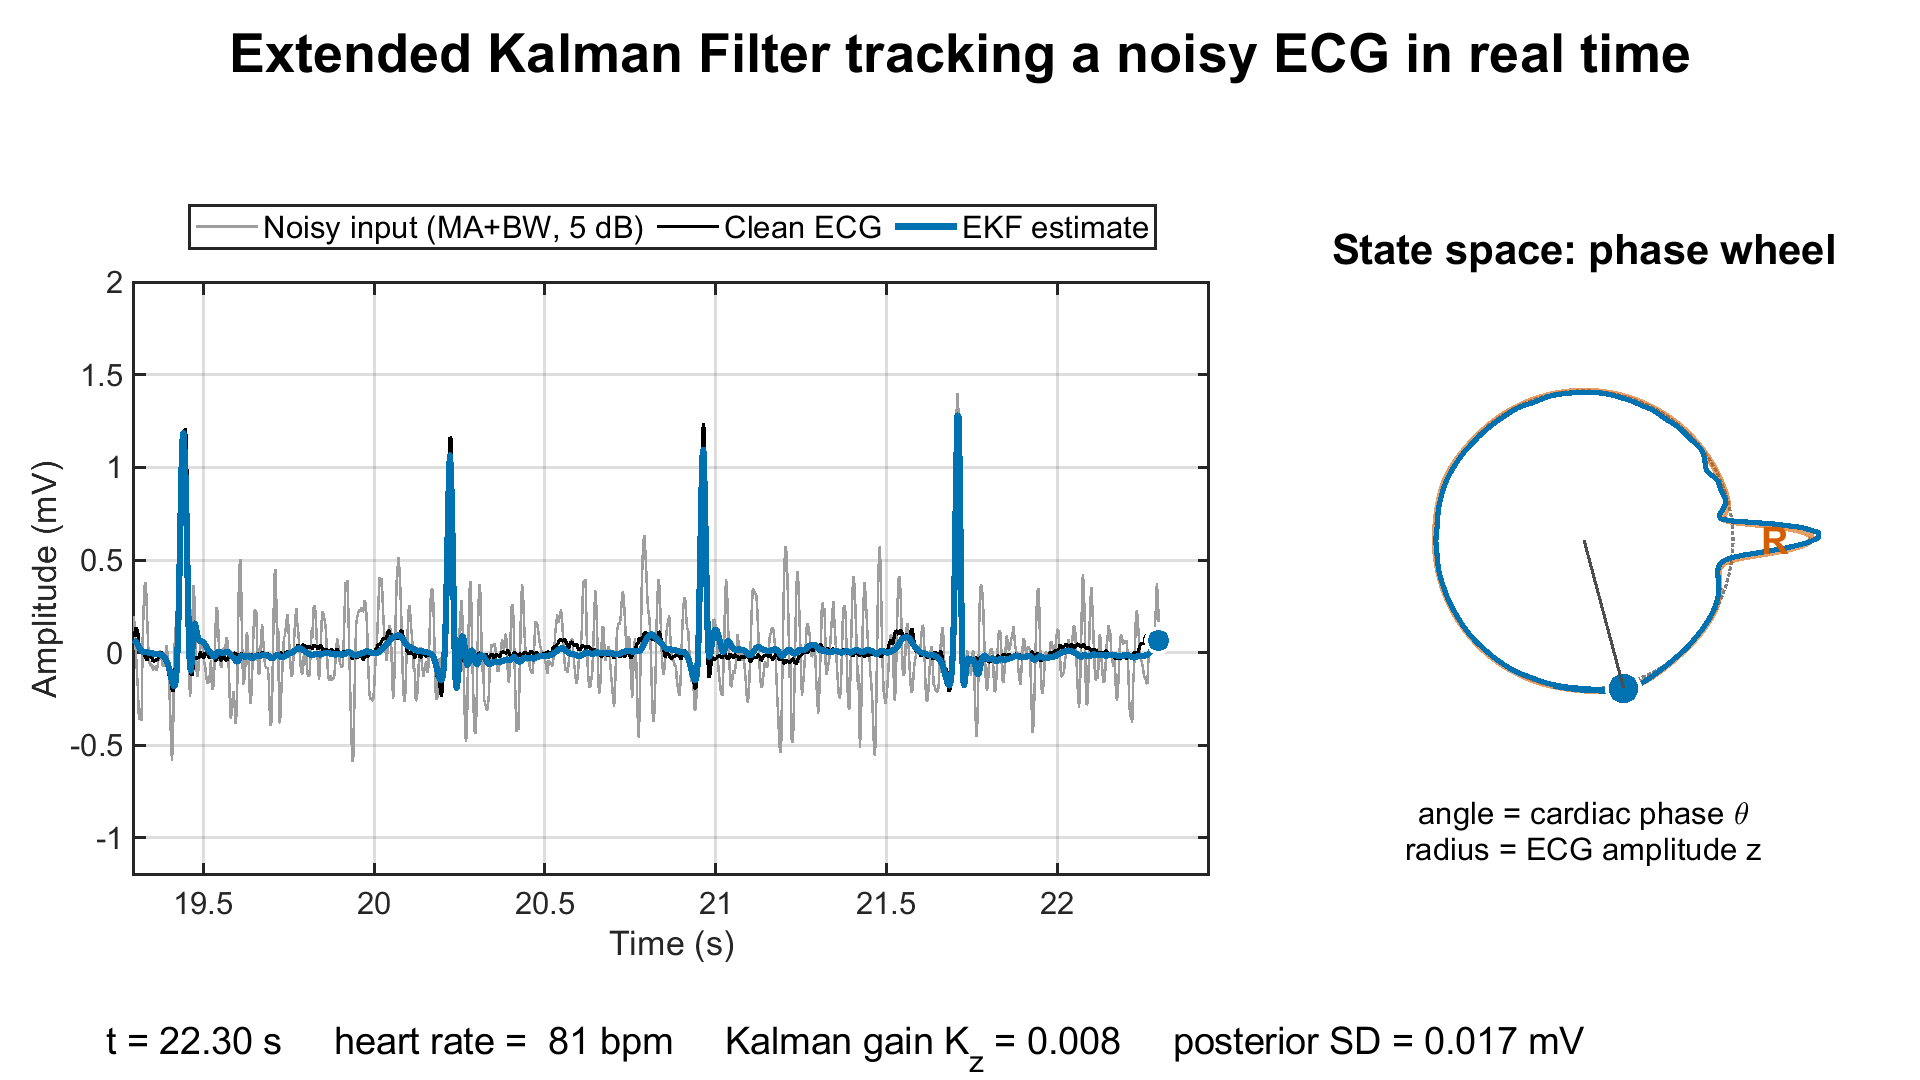 Extended Kalman Filter tracking a noisy ECG in real time
Noisy input (MA+BW, 5 dB) Clean ECG EKF estimate
State space: phase wheel
2
1.5
1
0.5
0
-0.5
-1
Amplitude (mV)
19.5 20 20.5 21 21.5 22
Time (s)
R
angle = cardiac phase θ
radius = ECG amplitude z
t = 22.30 s heart rate = 81 bpm Kalman gain K_z = 0.008 posterior SD = 0.017 mV